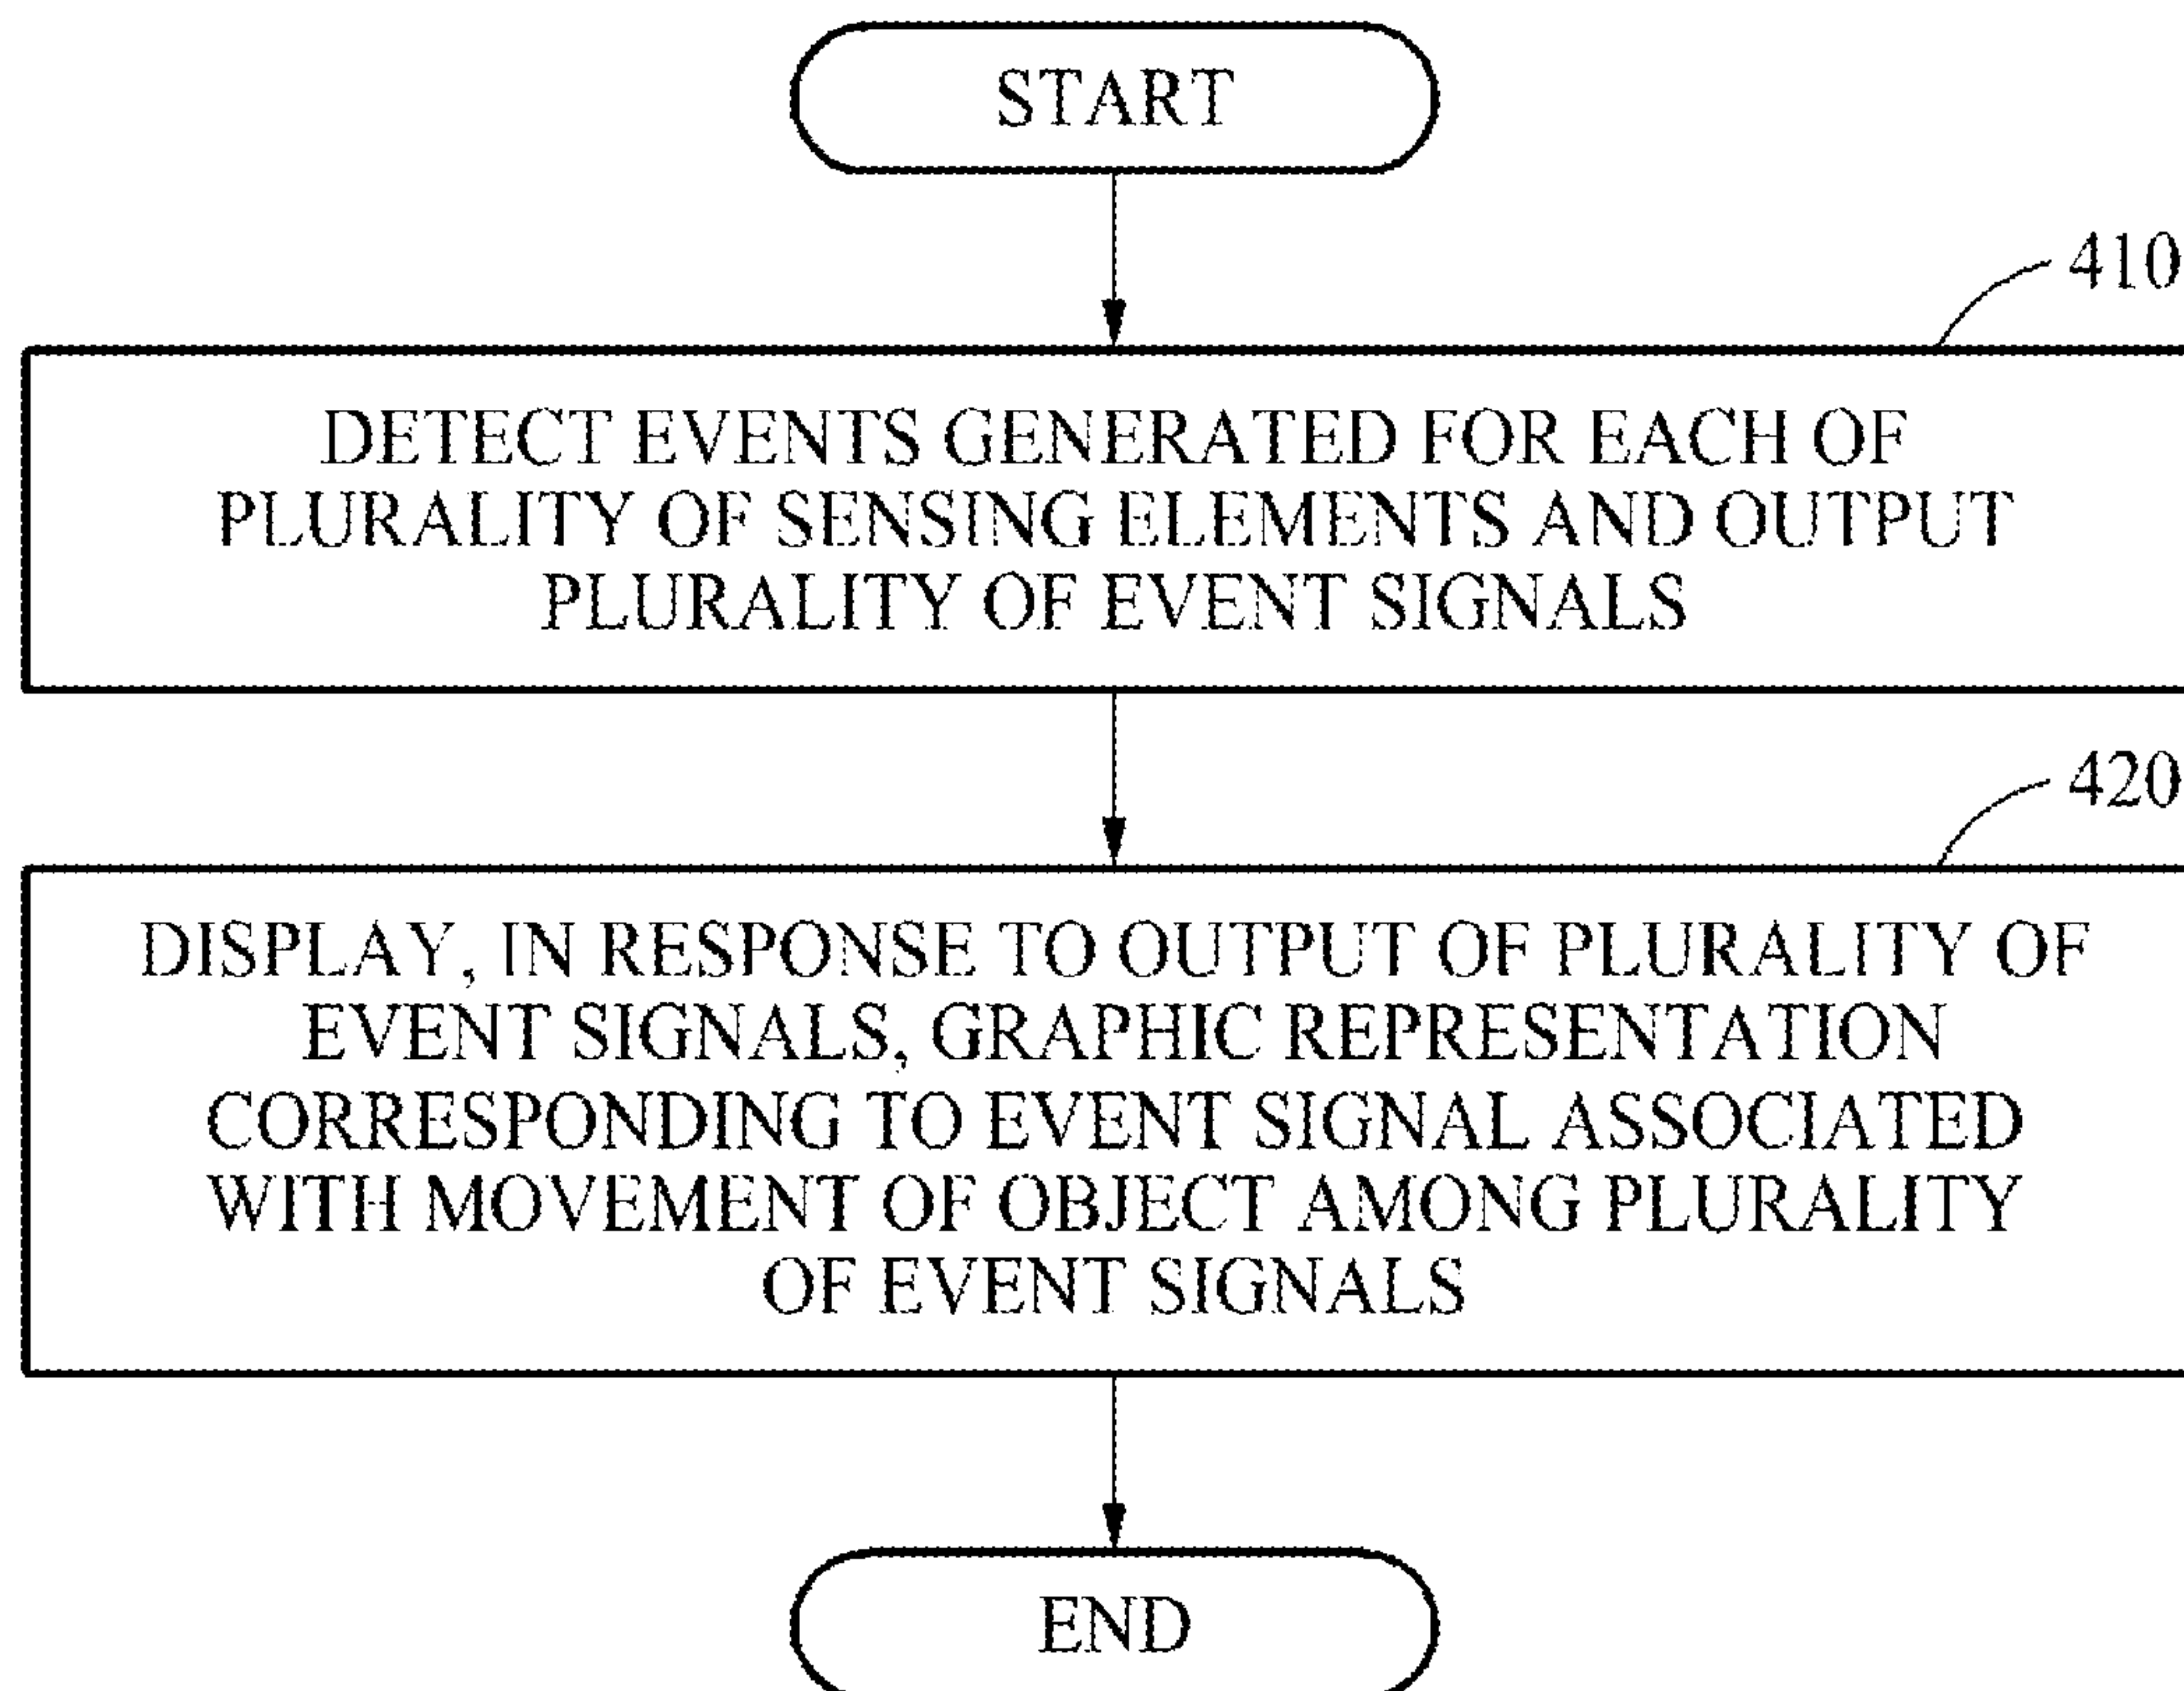 START
410
DETECT EVENTS GENERATED FOR EACH OF
PLURALITY OF SENSING ELEMENTS AND OUTPUT
PLURALITY OF EVENT SIGNALS
420
DISPLAY, IN RESPONSE TO OUTPUT OF PLURALITY OF
EVENT SIGNALS, GRAPHIC REPRESENTATION
CORRESPONDING TO EVENT SIGNAL ASSOCIATED
WITH MOVEMENT OF OBJECT AMONG PLURALITY
OF EVENT SIGNALS
END